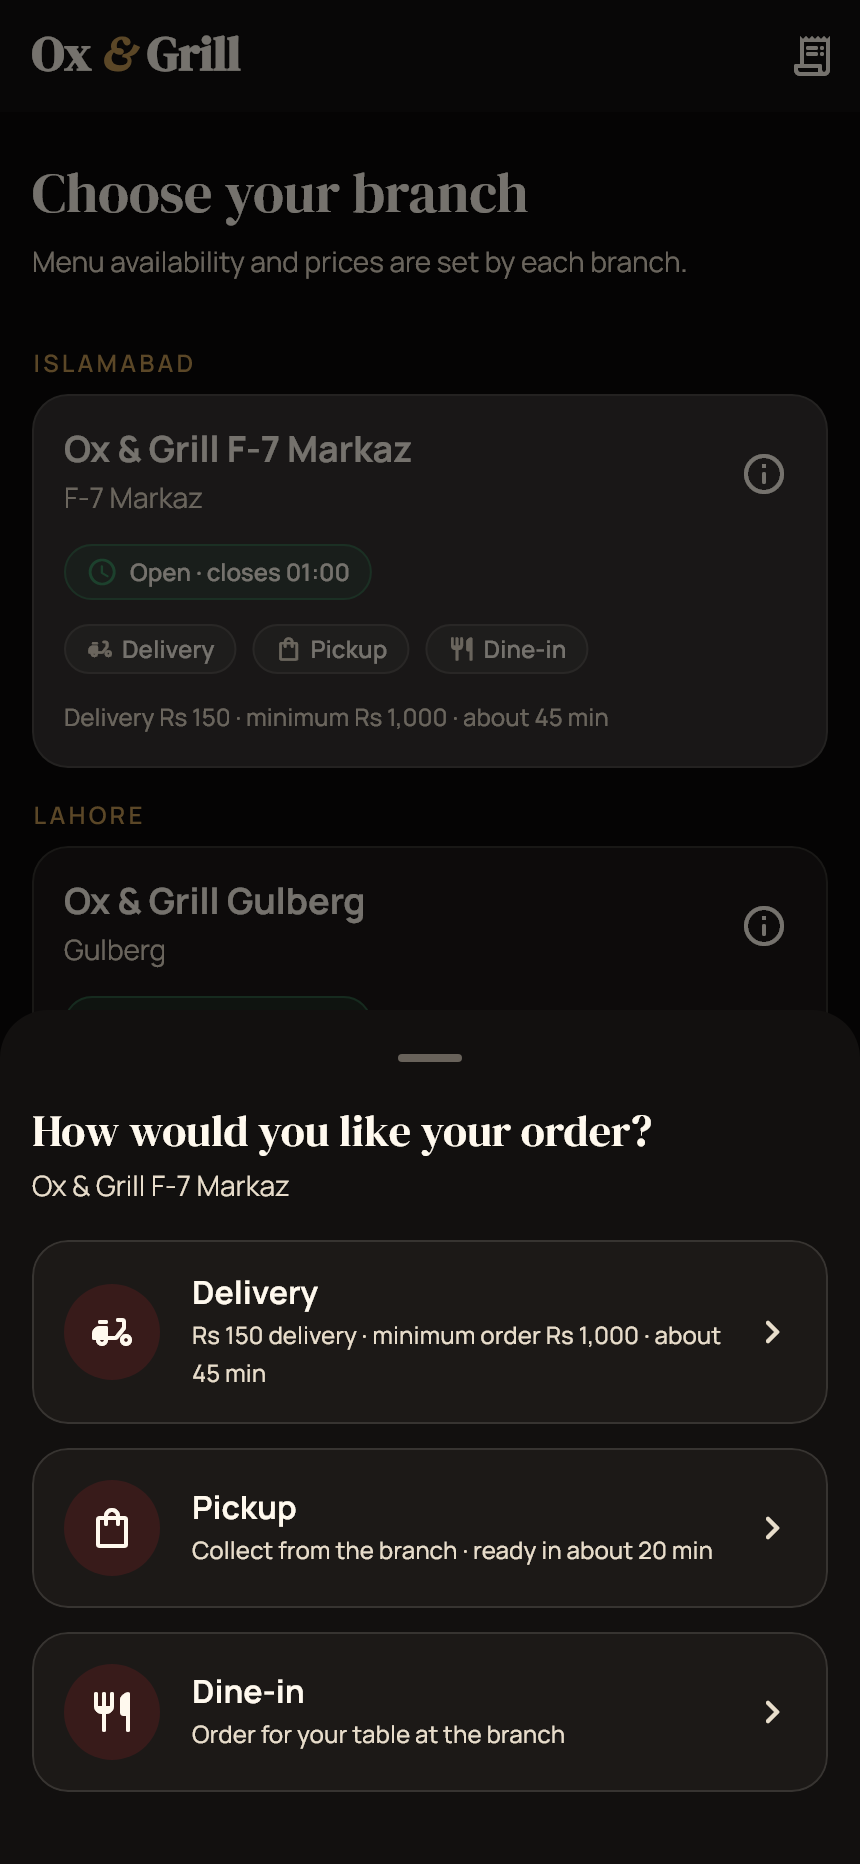 Ox & Grill
Choose your branch
Menu availability and prices are set by each branch.
ISLAMABAD
Ox & Grill F-7 Markaz
F-7 Markaz
Open · closes 01:00
Delivery
Pickup
Dine-in
Delivery Rs 150 · minimum Rs 1,000 · about 45 min
LAHORE
Ox & Grill Gulberg
Gulberg
How would you like your order?
Ox & Grill F-7 Markaz
Delivery
Rs 150 delivery · minimum order Rs 1,000 · about
45 min
Pickup
Collect from the branch · ready in about 20 min
Dine-in
Order for your table at the branch